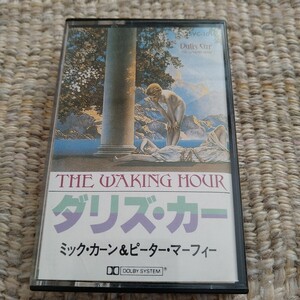 Dalis Car
THE WAKING HOUR
ダリズ・カー
ミック・カーン&ピーター・マーフィー
DOLBY SYSTEM